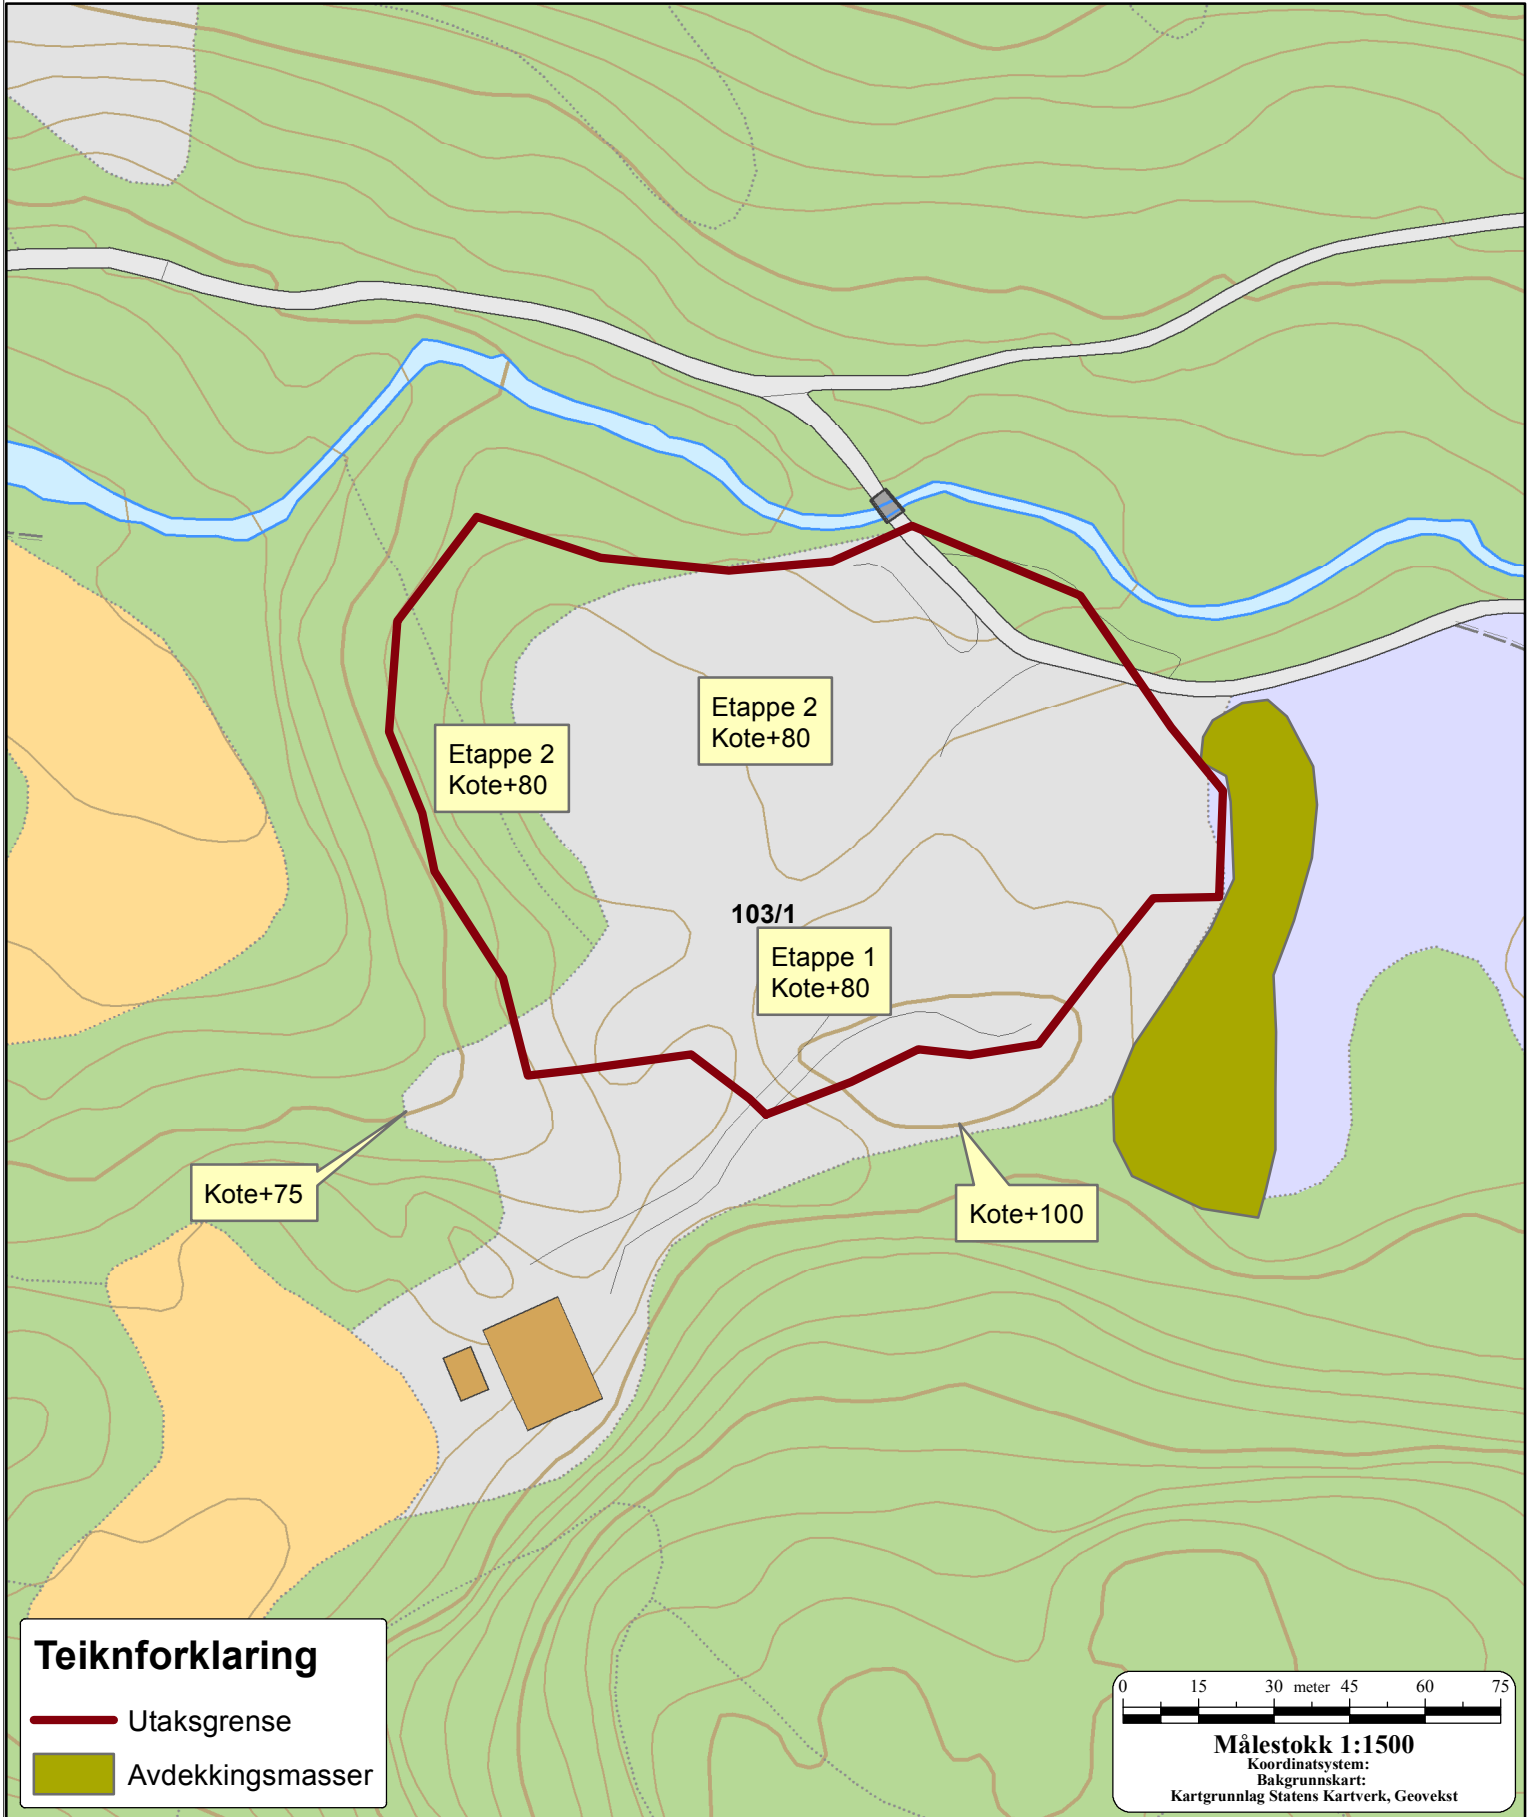 Etappe 2
Kote+80
Etappe 2
Kote+80
103/1
Etappe 1
Kote+80
Kote+75
Kote+100
Teiknforklaring
Utaksgrense
Avdekkingsmasser
0 15 30 meter 45 60 75
Målestokk 1:1500
Koordinatsystem:
Bakgrunnskart:
Kartgrunnlag Statens Kartverk, Geovekst